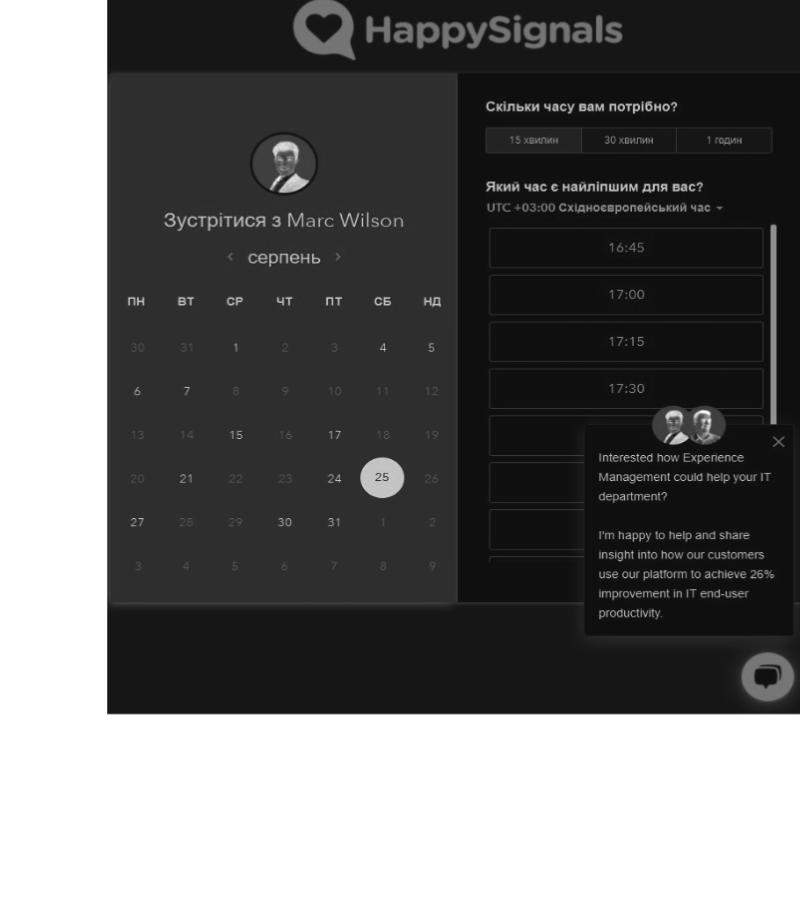 HappySignals
Зустрітися з Marc Wilson
серпень
ПН ВТ СР ЧТ ПТ СБ НД
30 31 1 2 3 4 5
6 7 8 9 10 11 12
13 14 15 16 17 18 19
20 21 22 23 24 25 26
27 28 29 30 31 1 2
3 4 5 6 7 8 9
Скільки часу вам потрібно?
15 хвилин 30 хвилин 1 годин
Який час є найліпшим для вас?
UTC +03:00 Східноєвропейський час
16:45
17:00
17:15
17:30
Interested how Experience
Management could help your IT
department?
I'm happy to help and share
insight into how our customers
use our platform to achieve 26%
improvement in IT end-user
productivity.